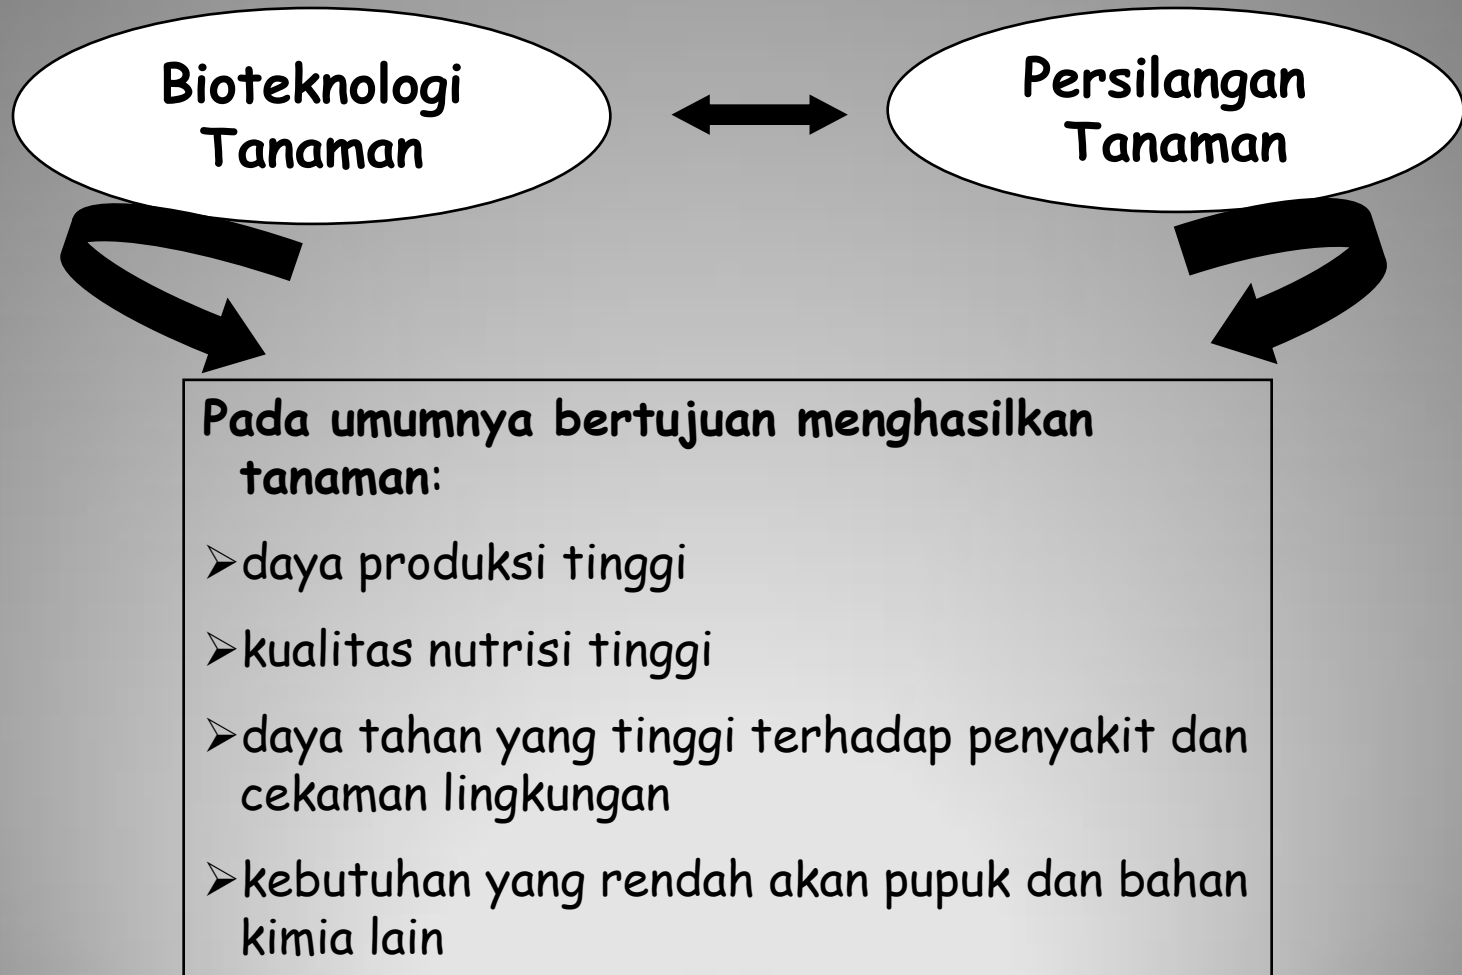 Bioteknologi
Tanaman
Persilangan
Tanaman
Pada umumnya bertujuan menghasilkan
tanaman:
➢daya produksi tinggi
➢kualitas nutrisi tinggi
➢daya tahan yang tinggi terhadap penyakit dan
cekaman lingkungan
➢kebutuhan yang rendah akan pupuk dan bahan
kimia lain